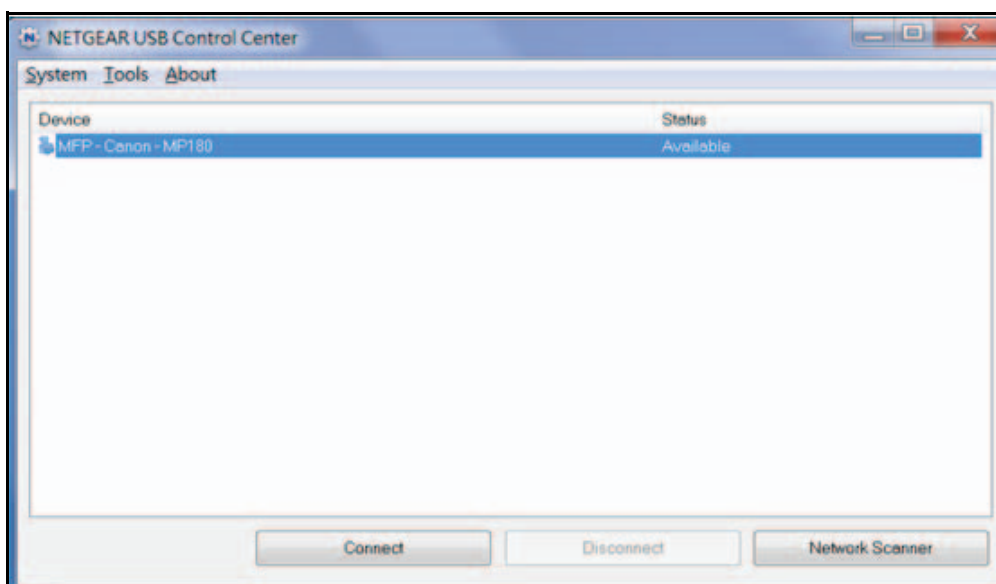 NETGEAR USB Control Center
System Tools About
Device Status
MFP - Canon - MP180 Available
Connect Disconnect Network Scanner